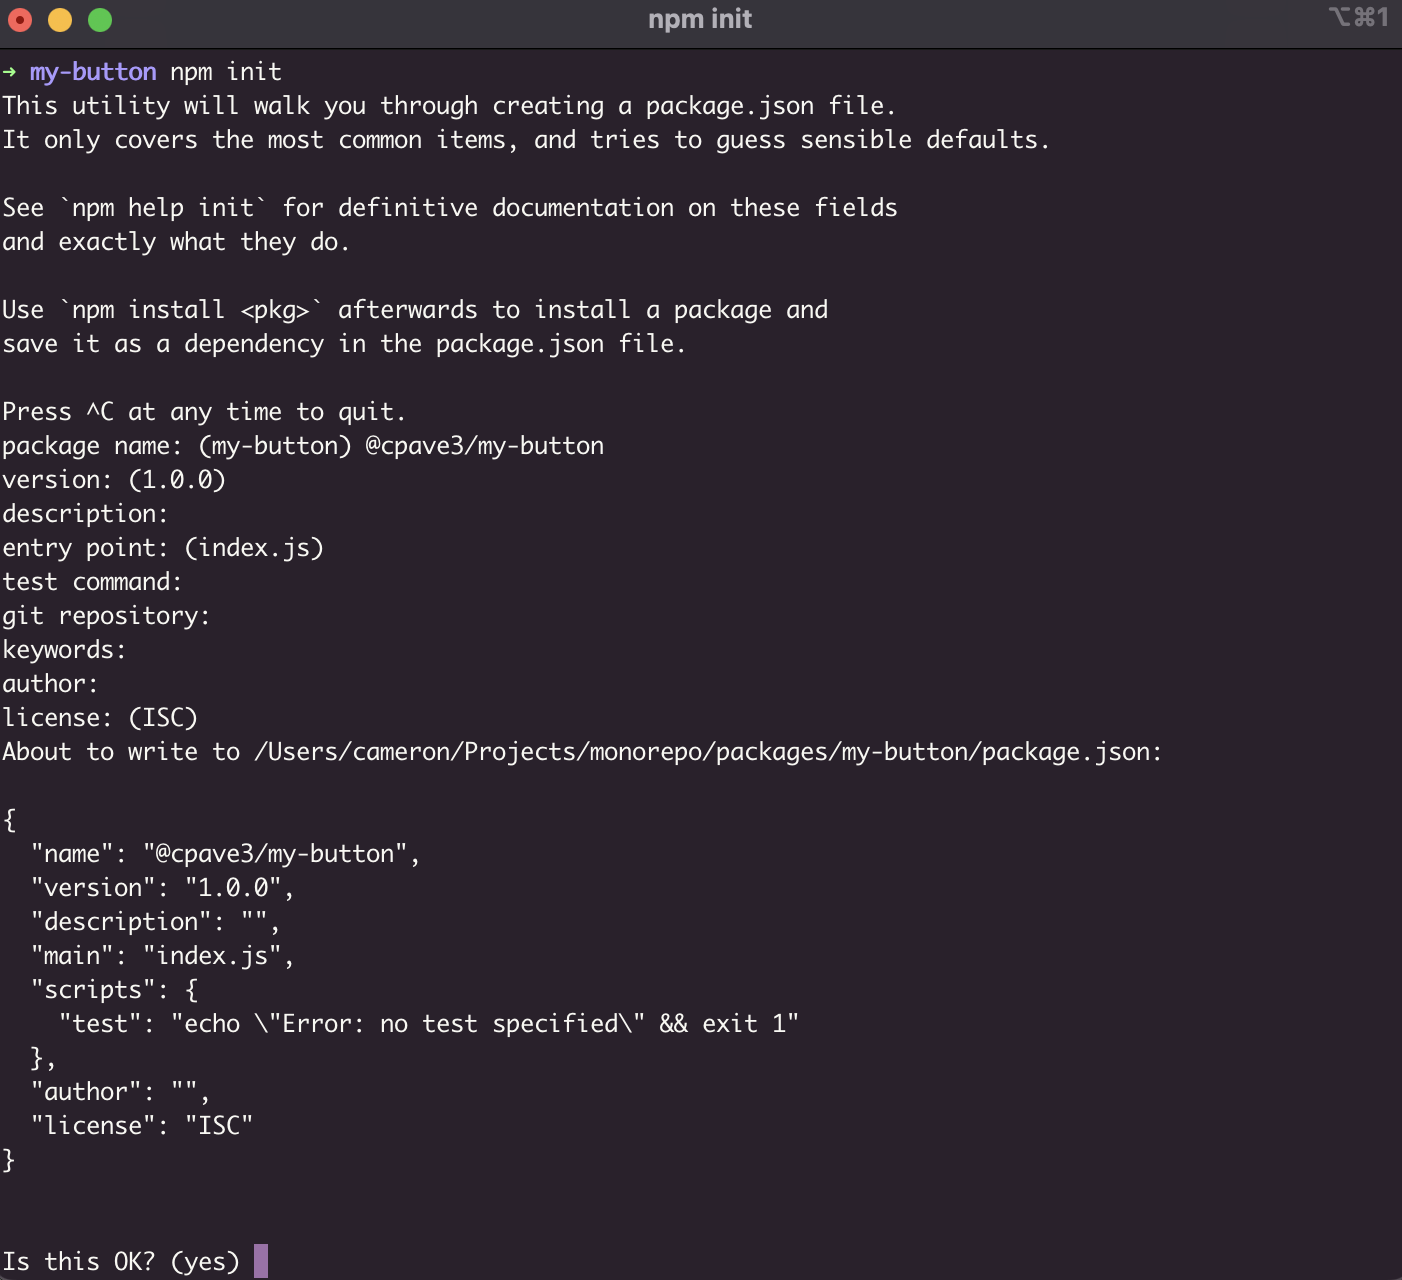 npm init
⌥⌘1
➜ my-button npm init
This utility will walk you through creating a package.json file.
It only covers the most common items, and tries to guess sensible defaults.
See `npm help init` for definitive documentation on these fields
and exactly what they do.
Use `npm install <pkg>` afterwards to install a package and
save it as a dependency in the package.json file.
Press ^C at any time to quit.
package name: (my-button) @cpave3/my-button
version: (1.0.0)
description:
entry point: (index.js)
test command:
git repository:
keywords:
author:
license: (ISC)
About to write to /Users/cameron/Projects/monorepo/packages/my-button/package.json:
{
  "name": "@cpave3/my-button",
  "version": "1.0.0",
  "description": "",
  "main": "index.js",
  "scripts": {
    "test": "echo \"Error: no test specified\" && exit 1"
  },
  "author": "",
  "license": "ISC"
}
Is this OK? (yes)